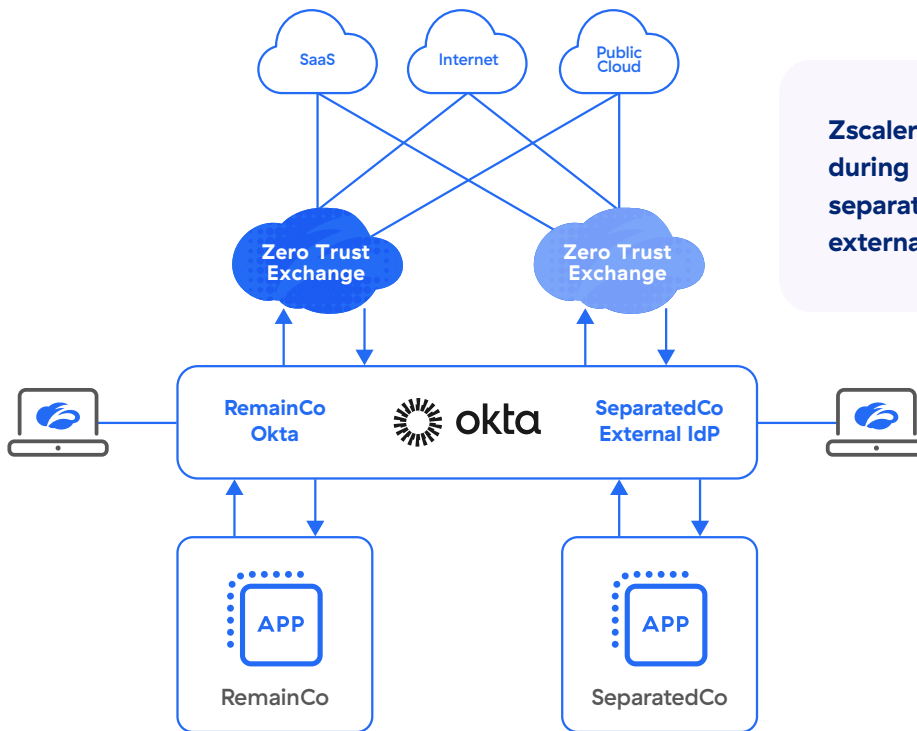 SaaS
Internet
Public
Cloud
Zscaler
during
separat
externa
Zero Trust
Exchange
Zero Trust
Exchange
RemainCo
Okta
okta
SeparatedCo
External IdP
APP
RemainCo
APP
SeparatedCo